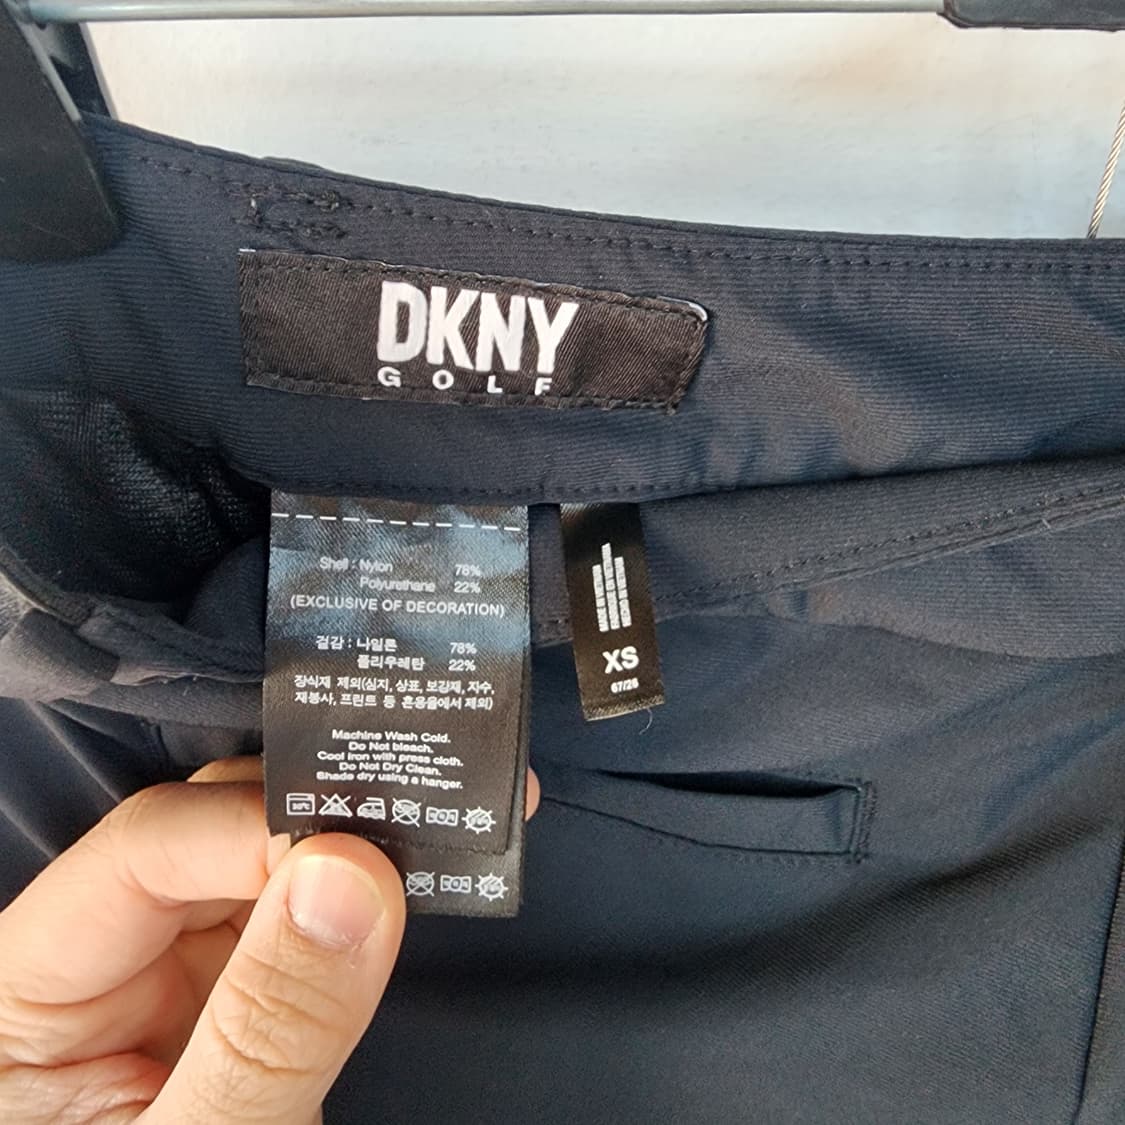 DKNY
GOLF
Shell : Nylon 78%
Polyurethane 22%
(EXCLUSIVE OF DECORATION)
겉감 : 나일론 78%
폴리우레탄 22%
장식재 제외(심지, 상표, 보강재, 자수,
재봉사, 프린트 등 혼용율에서 제외)
Machine Wash Cold.
Do Not bleach.
Cool iron with press cloth.
Do Not Dry Clean.
Shade dry using a hanger.
30℃
XS
67/26